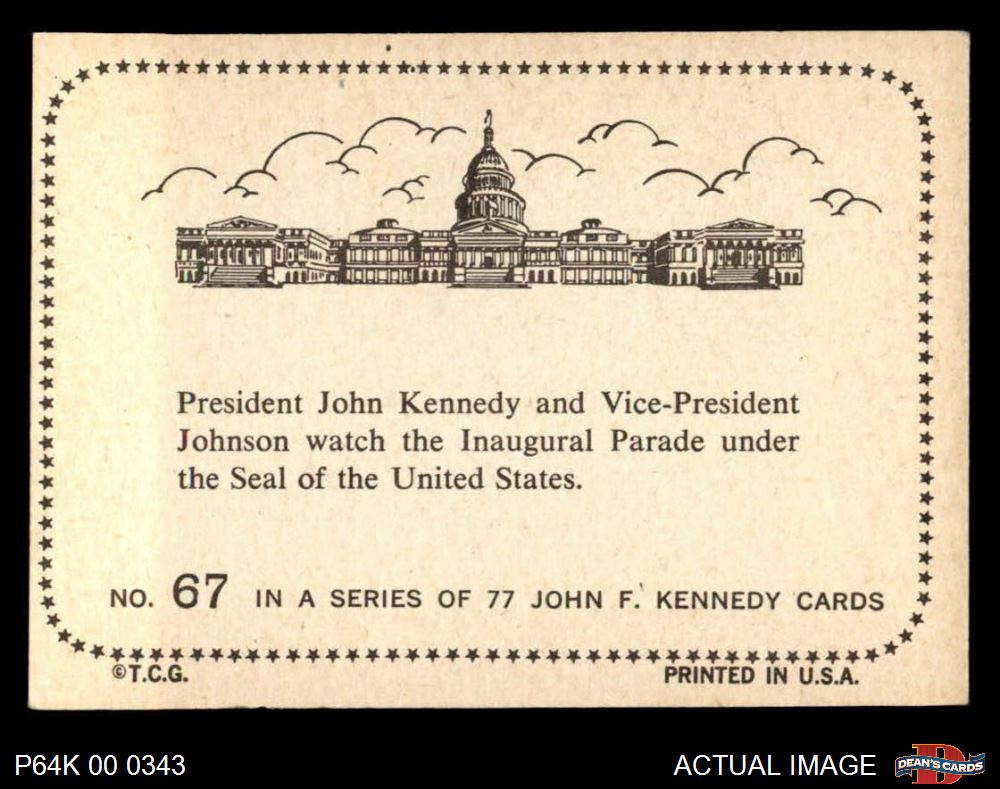 President John Kennedy and Vice-President
Johnson watch the Inaugural Parade under
the Seal of the United States.
NO. 67 IN A SERIES OF 77 JOHN F. KENNEDY CARDS
©T.C.G. PRINTED IN U.S.A.
P64K 00 0343 ACTUAL IMAGE DEAN'S CARDS